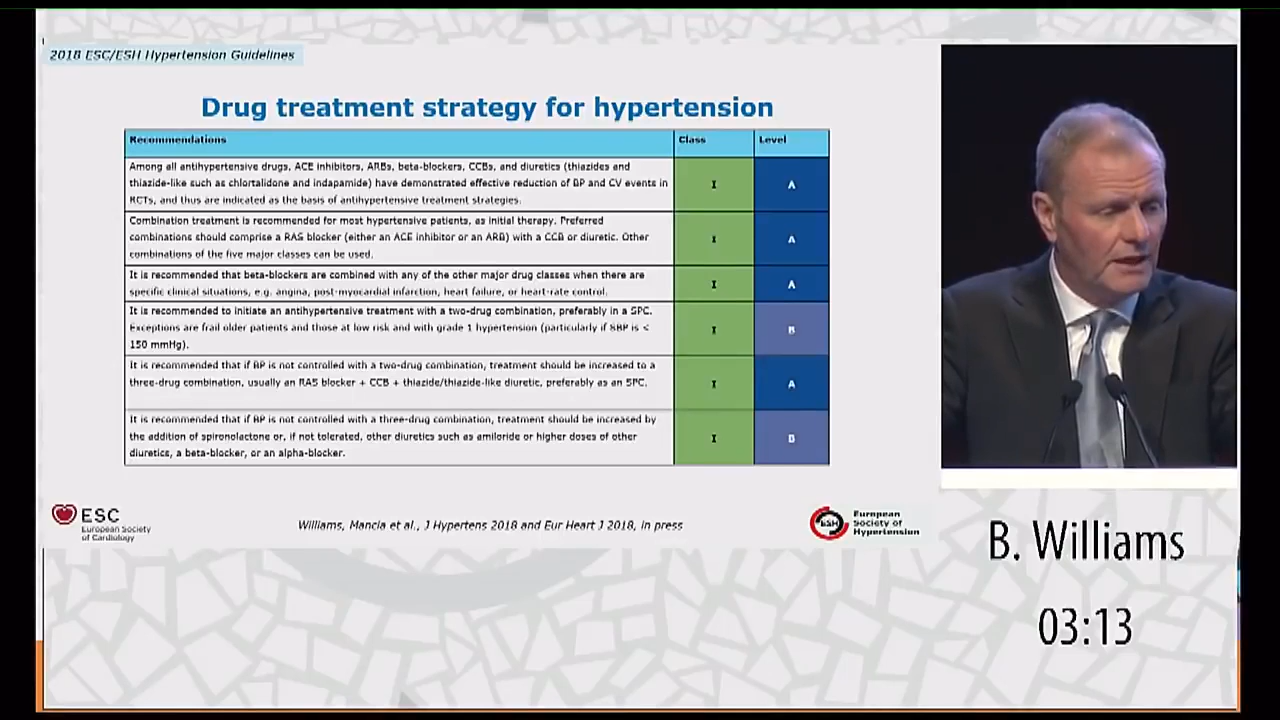 2018 ESC/ESH Hypertension Guidelines
Drug treatment strategy for hypertension
Recommendations Class Level
Among all antihypertensive drugs, ACE inhibitors, ARBs, beta-blockers, CCBs, and diuretics (thiazides and
thiazide-like such as chlortalidone and indapamide) have demonstrated effective reduction of BP and CV events in
RCTs, and thus are indicated as the basis of antihypertensive treatment strategies.
I A
Combination treatment is recommended for most hypertensive patients, as initial therapy. Preferred
combinations should comprise a RAS blocker (either an ACE inhibitor or an ARB) with a CCB or diuretic. Other
combinations of the five major classes can be used.
I A
It is recommended that beta-blockers are combined with any of the other major drug classes when there are
specific clinical situations, e.g. angina, post-myocardial infarction, heart failure, or heart-rate control.
I A
It is recommended to initiate an antihypertensive treatment with a two-drug combination, preferably in a SPC.
Exceptions are frail older patients and those at low risk and with grade 1 hypertension (particularly if SBP is <
150 mmHg).
I B
It is recommended that if BP is not controlled with a two-drug combination, treatment should be increased to a
three-drug combination, usually an RAS blocker + CCB + thiazide/thiazide-like diuretic, preferably as an SPC.
I A
It is recommended that if BP is not controlled with a three-drug combination, treatment should be increased by
the addition of spironolactone or, if not tolerated, other diuretics such as amiloride or higher doses of other
diuretics, a beta-blocker, or an alpha-blocker.
I B
ESC
European Society
of Cardiology
Williams, Mancia et al., J Hypertens 2018 and Eur Heart J 2018, in press
ESH
European
Society of
Hypertension
B. Williams
03:13